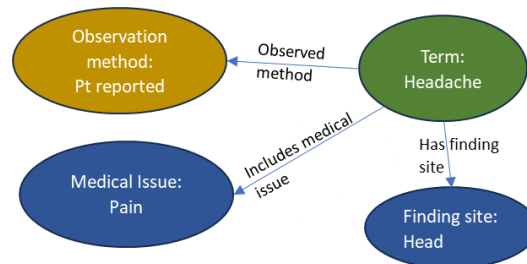 Observation
method:
Pt reported
Observed
method
Term:
Headache
Includes medical
issue
Has finding
site
Medical Issue:
Pain
Finding site:
Head